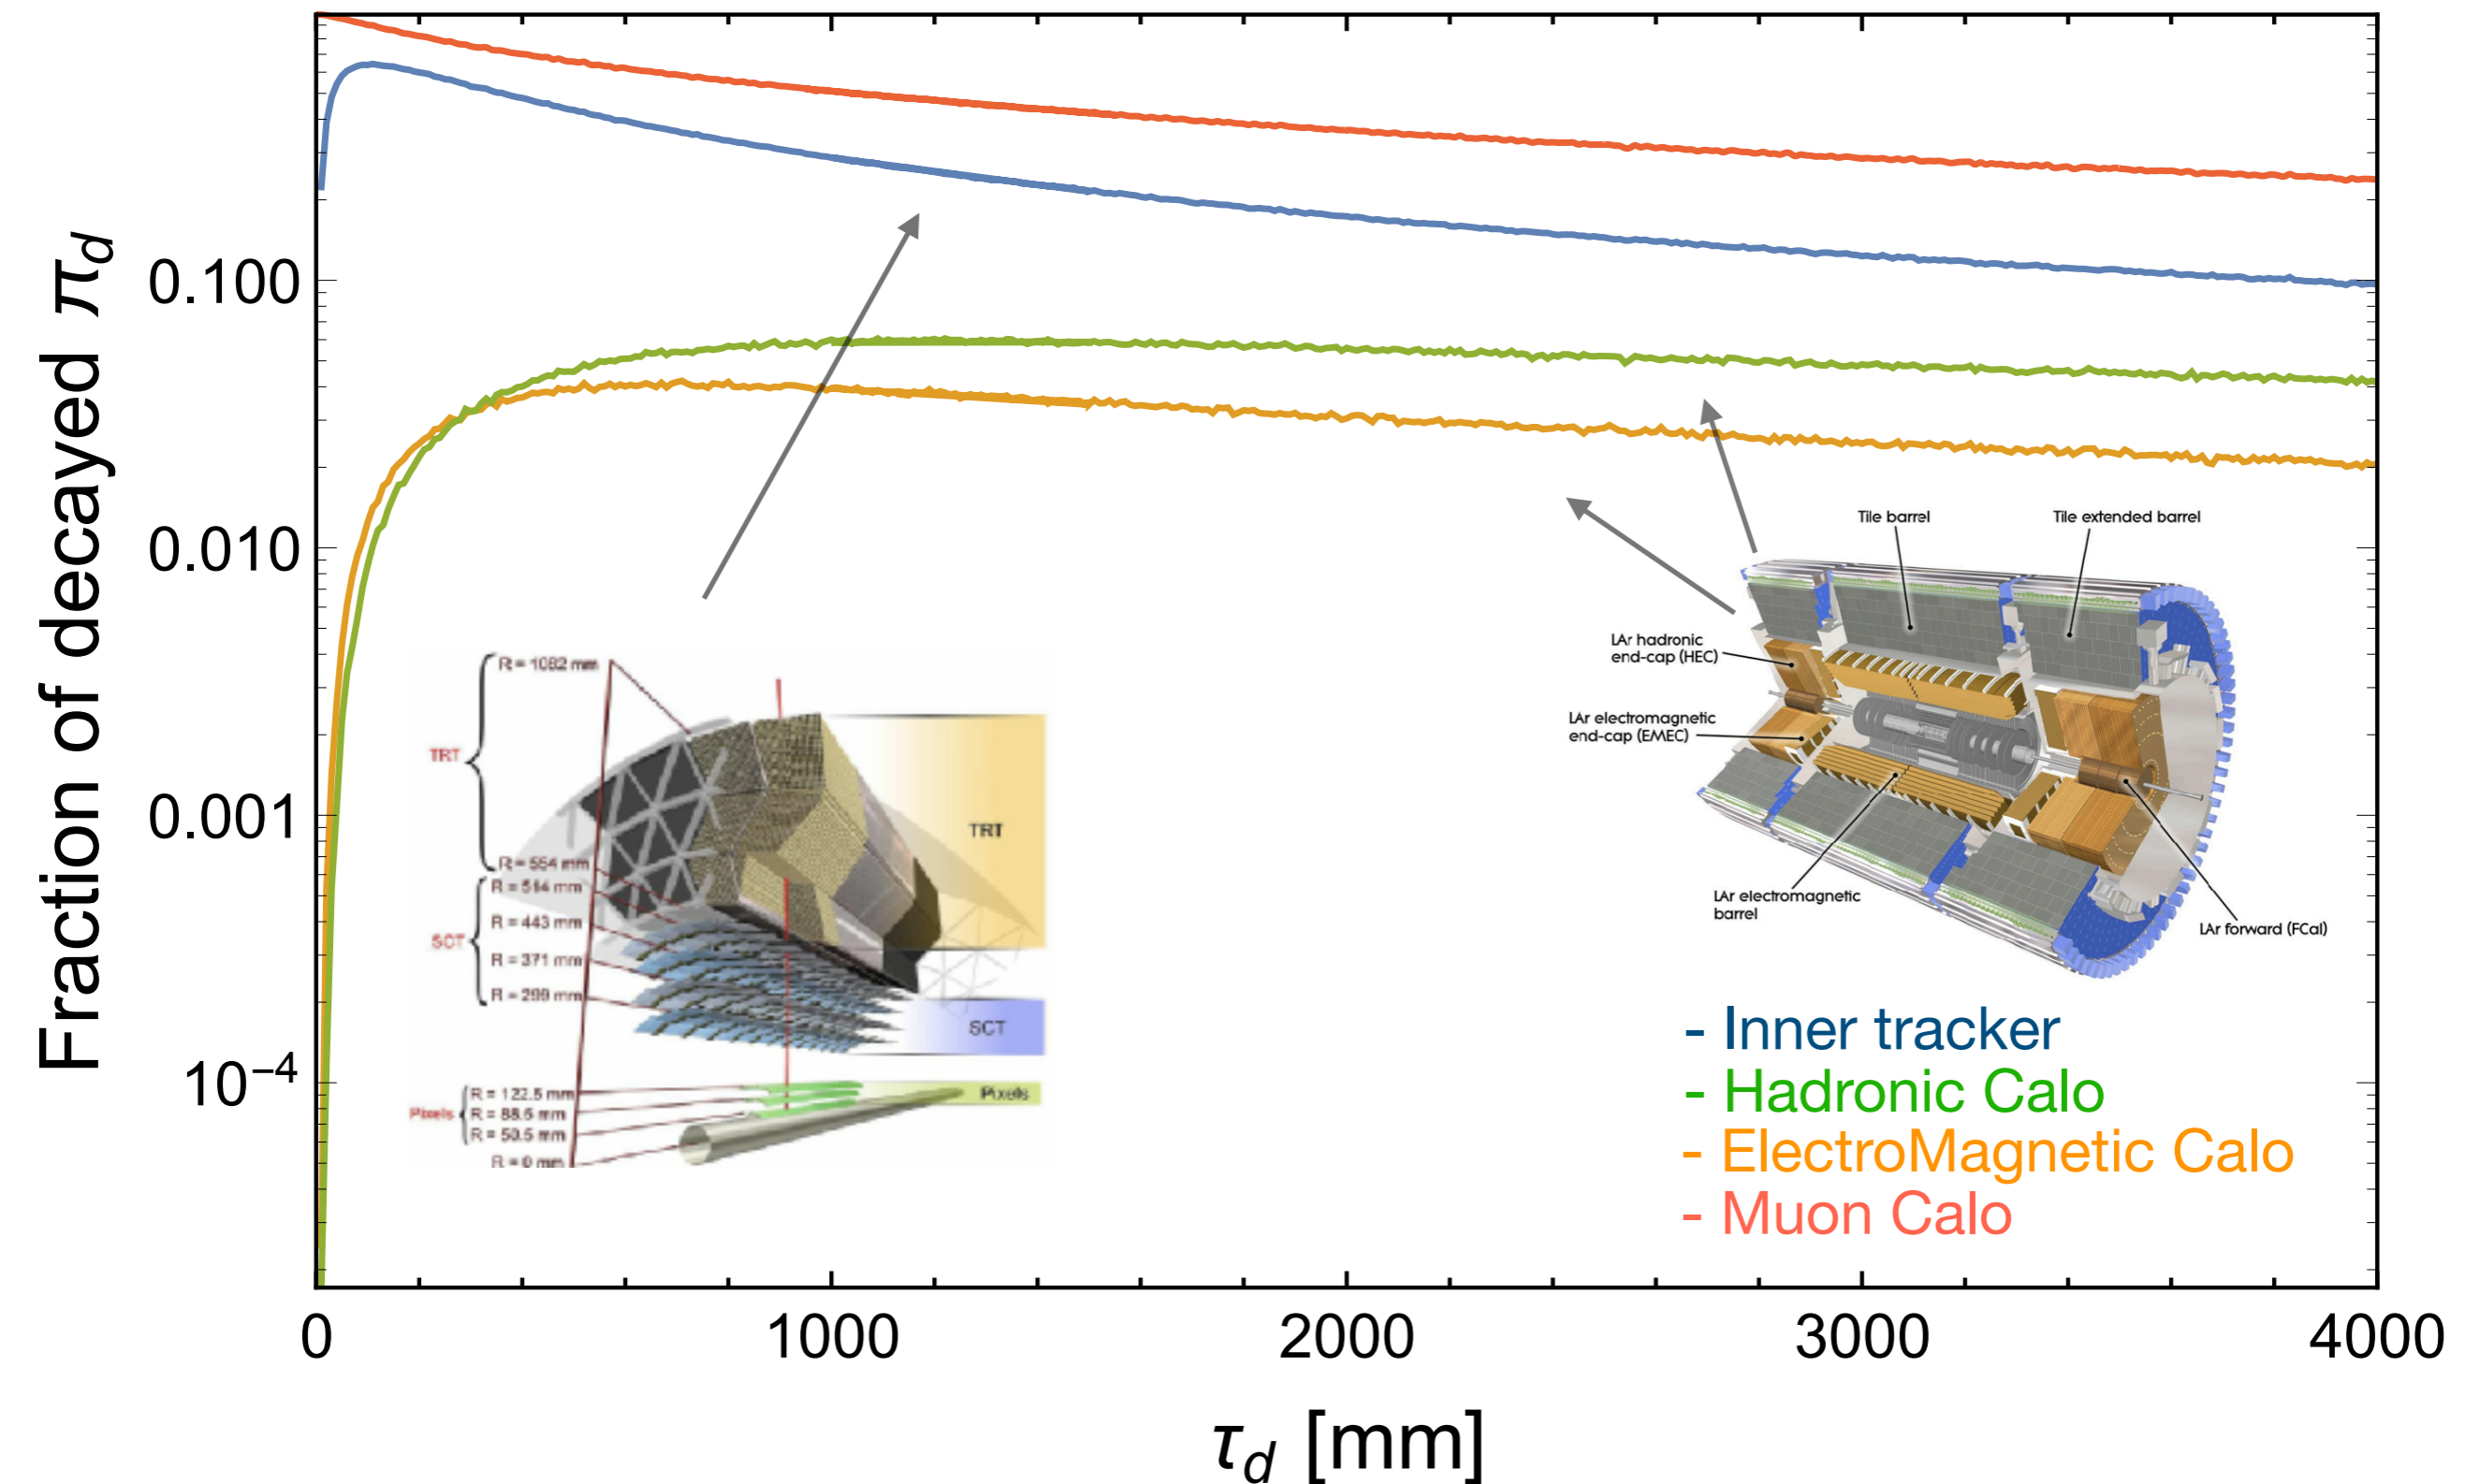 Fraction of decayed π_d
0.100
0.010
0.001
10⁻⁴
0
1000
2000
3000
4000
τ_d [mm]
R = 1082 mm
TRT
R = 554 mm
R = 514 mm
R = 443 mm
SCT
R = 371 mm
R = 299 mm
Pixels
R = 122.5 mm
R = 88.5 mm
R = 50.5 mm
R = 0 mm
TRT
SCT
Pixels
Tile barrel
Tile extended barrel
LAr hadronic
end-cap (HEC)
LAr electromagnetic
end-cap (EMEC)
LAr electromagnetic
barrel
LAr forward (FCal)
- Inner tracker
- Hadronic Calo
- ElectroMagnetic Calo
- Muon Calo